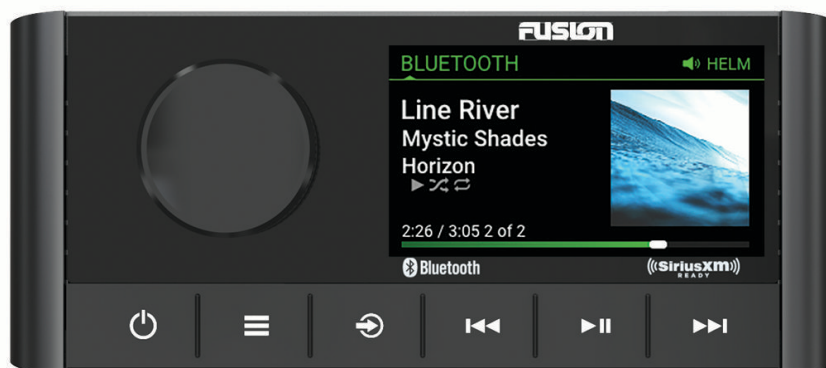 FUSION
BLUETOOTH HELM
Line River
Mystic Shades
Horizon
2:26 / 3:05 2 of 2
Bluetooth
((SiriusXM))
READY